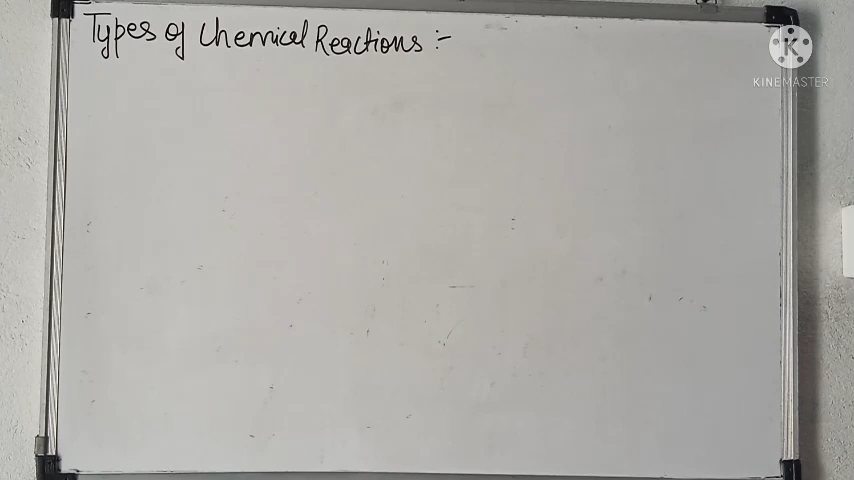 Types of Chemical Reactions :-
K
KINEMASTER